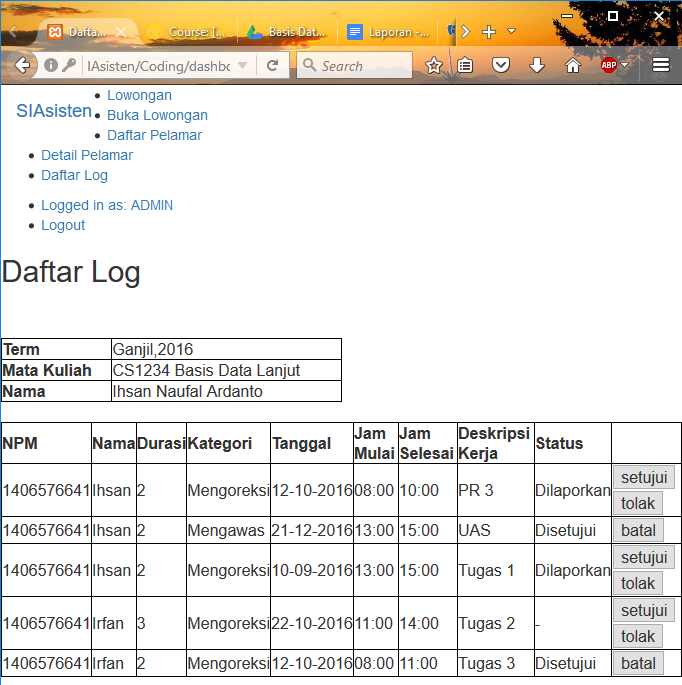 Dafta
Course: [...
Basis Dat...
Laporan -...
lAsisten/Coding/dashbc
Search
ABP
SIAsisten
Lowongan
Buka Lowongan
Daftar Pelamar
Detail Pelamar
Daftar Log
Logged in as: ADMIN
Logout
Daftar Log
Term Ganjil,2016
Mata Kuliah CS1234 Basis Data Lanjut
Nama Ihsan Naufal Ardanto
NPM Nama Durasi Kategori Tanggal Jam Mulai Jam Selesai Deskripsi Kerja Status
1406576641 Ihsan 2 Mengoreksi 12-10-2016 08:00 10:00 PR 3 Dilaporkan setujui tolak
1406576641 Ihsan 2 Mengawas 21-12-2016 13:00 15:00 UAS Disetujui batal
1406576641 Ihsan 2 Mengoreksi 10-09-2016 13:00 15:00 Tugas 1 Dilaporkan setujui tolak
1406576641 Irfan 3 Mengoreksi 22-10-2016 11:00 14:00 Tugas 2 - setujui tolak
1406576641 Irfan 2 Mengoreksi 12-10-2016 08:00 11:00 Tugas 3 Disetujui batal